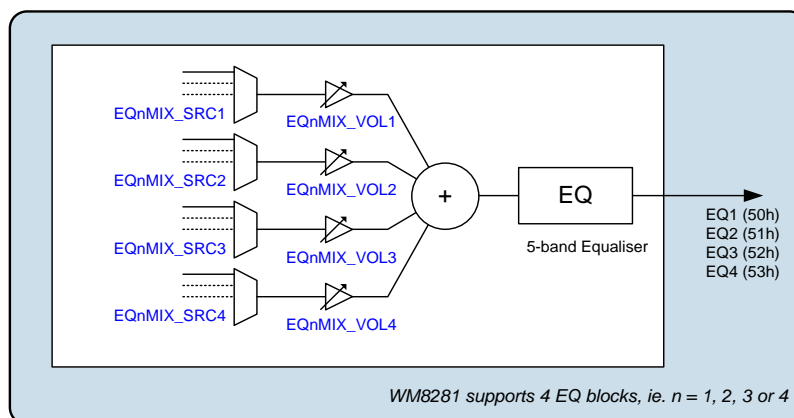 EQnMIX_SRC1
EQnMIX_VOL1
EQnMIX_SRC2
EQnMIX_VOL2
EQnMIX_SRC3
EQnMIX_VOL3
EQnMIX_SRC4
EQnMIX_VOL4
+
EQ
5-band Equaliser
EQ1 (50h)
EQ2 (51h)
EQ3 (52h)
EQ4 (53h)
WM8281 supports 4 EQ blocks, ie. n = 1, 2, 3 or 4